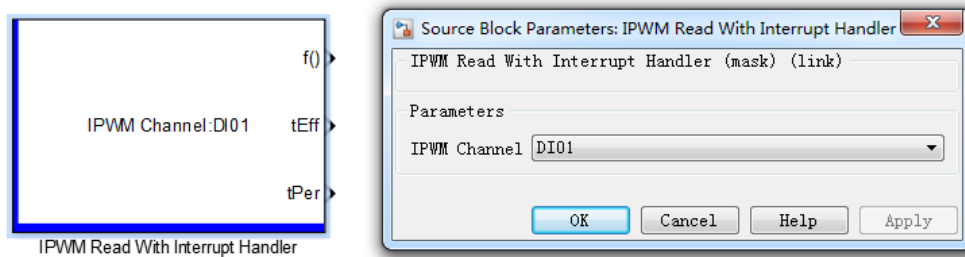 f()
IPWM Channel:DI01
tEff
tPer
IPWM Read With Interrupt Handler
Source Block Parameters: IPWM Read With Interrupt Handler
IPWM Read With Interrupt Handler (mask) (link)
Parameters
IPWM Channel DI01
OK Cancel Help Apply